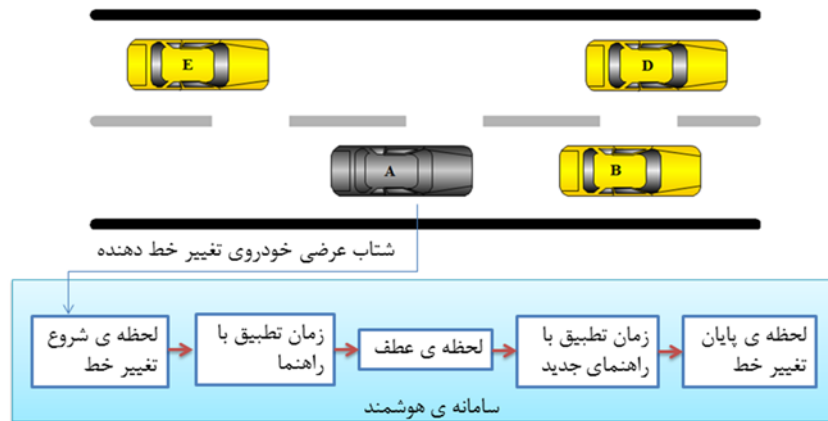 E
D
A
B
شتاب عرضی خودروی تغییر خط دهنده
لحظه ی شروع
تغییر خط
زمان تطبیق با
راهنما
لحظه ی عطف
زمان تطبیق با
راهنمای جدید
لحظه ی پایان
تغییر خط
سامانه ی هوشمند